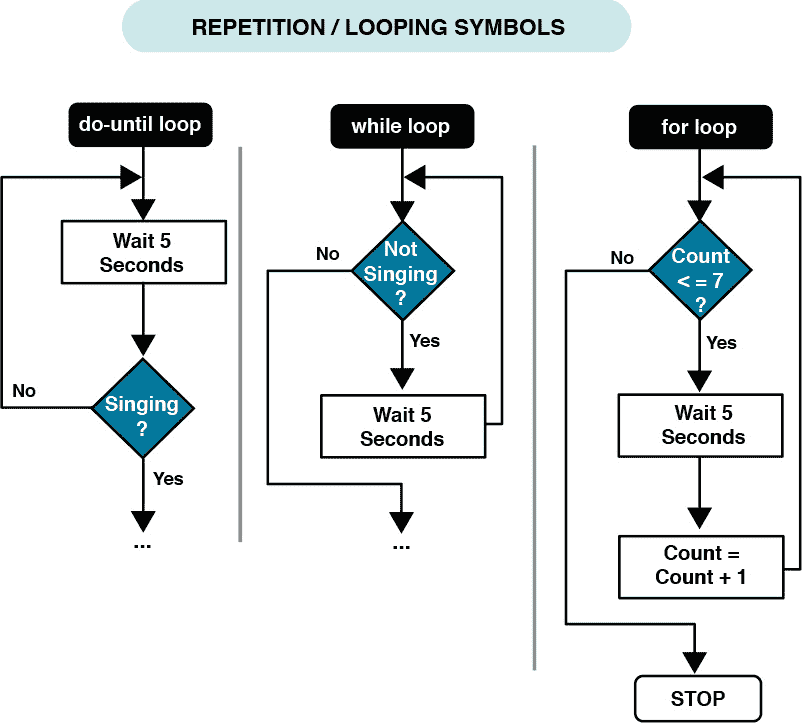 REPETITION / LOOPING SYMBOLS
do-until loop
Wait 5
Seconds
No
Singing
?
Yes
...
while loop
No
Not
Singing
?
Yes
Wait 5
Seconds
...
for loop
No
Count
< = 7
?
Yes
Wait 5
Seconds
Count =
Count + 1
STOP